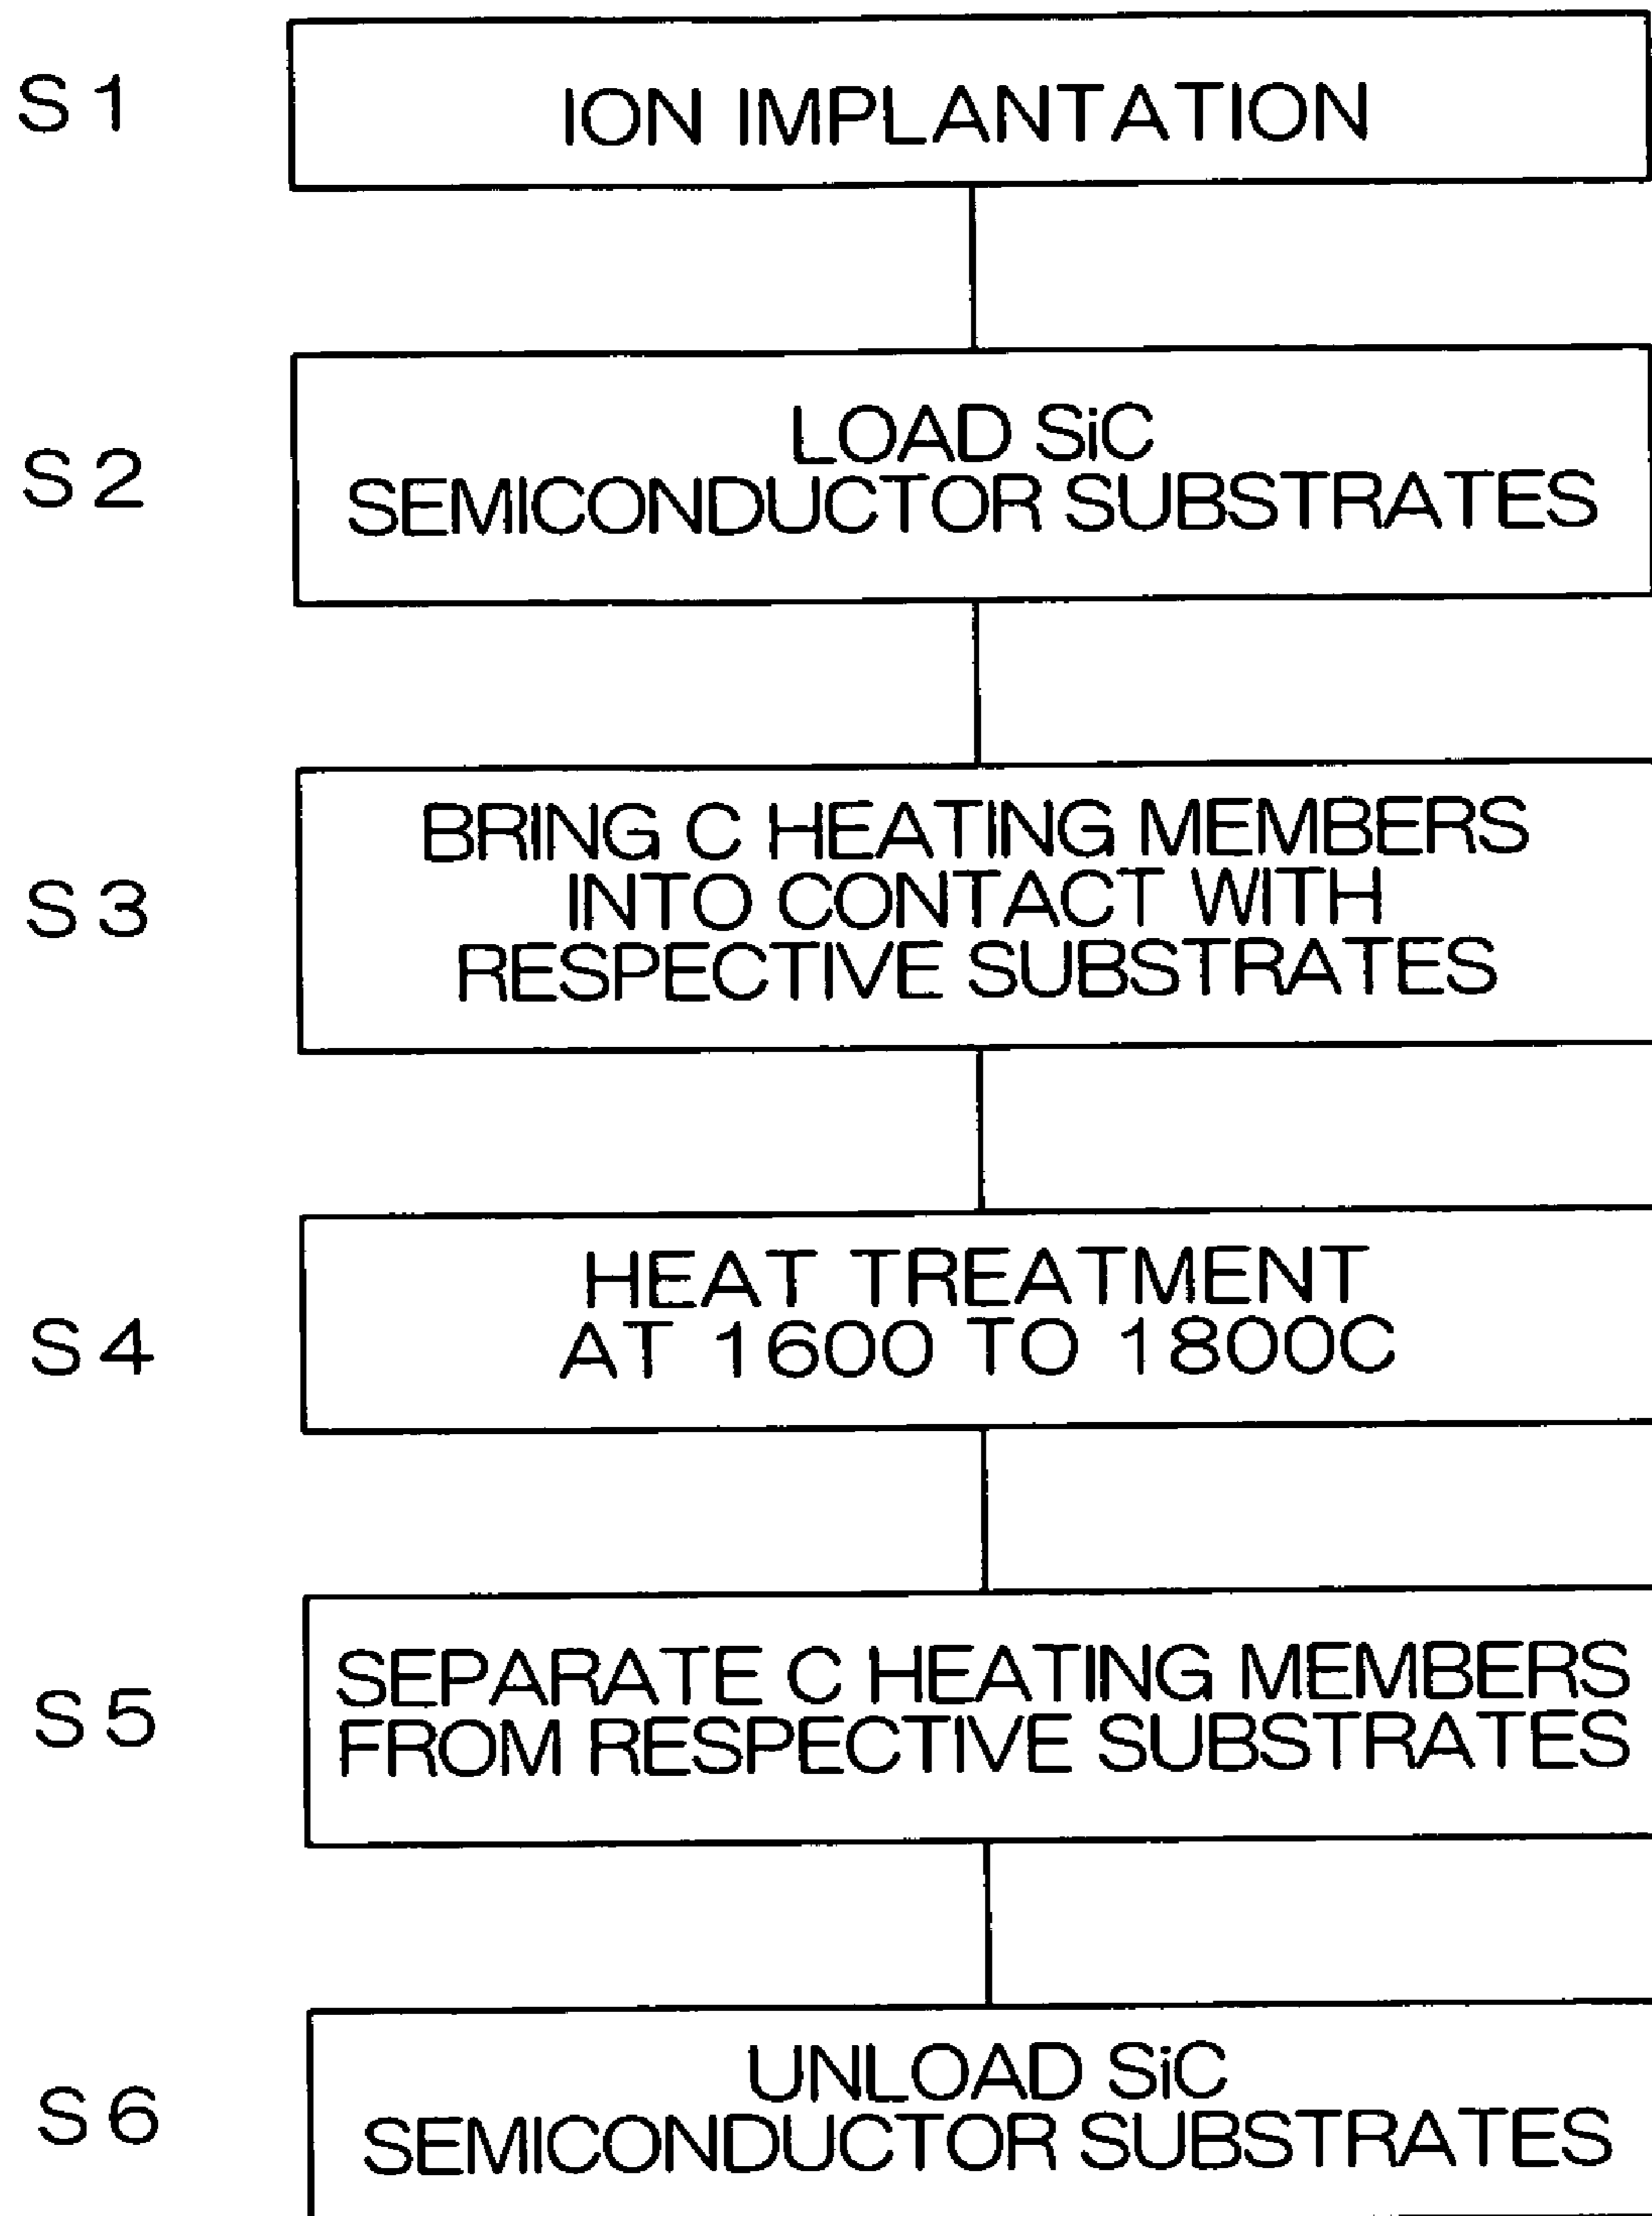 S1
ION IMPLANTATION
S2
LOAD SiC
SEMICONDUCTOR SUBSTRATES
S3
BRING C HEATING MEMBERS
INTO CONTACT WITH
RESPECTIVE SUBSTRATES
S4
HEAT TREATMENT
AT 1600 TO 1800C
S5
SEPARATE C HEATING MEMBERS
FROM RESPECTIVE SUBSTRATES
S6
UNLOAD SiC
SEMICONDUCTOR SUBSTRATES